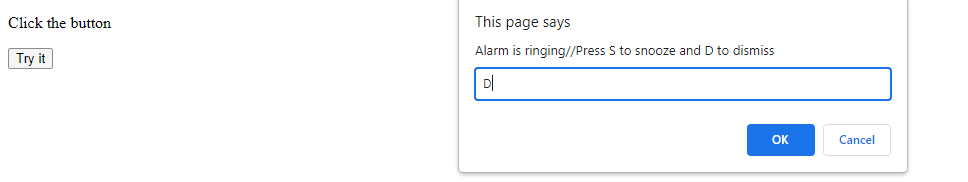 Click the button
Try it
This page says
Alarm is ringing//Press S to snooze and D to dismiss
D
OK
Cancel